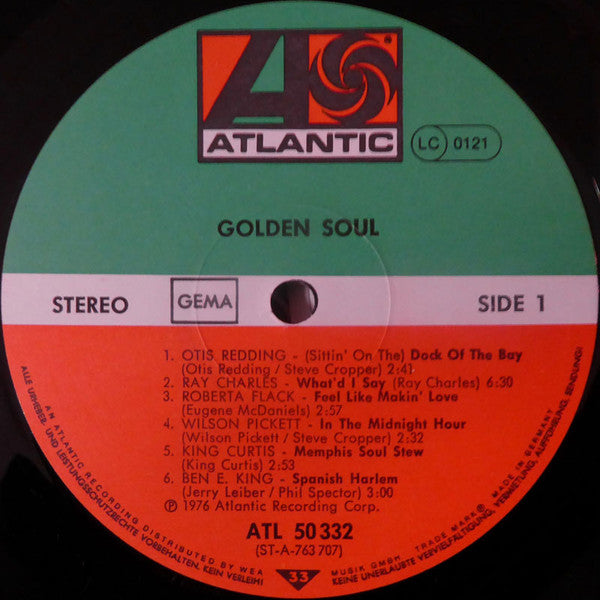 ATLANTIC
LC 0121
GOLDEN SOUL
STEREO GEMA SIDE 1
1. OTIS REDDING - (Sittin' On The) Dock Of The Bay
(Otis Redding / Steve Cropper) 2:41
2. RAY CHARLES - What'd I Say (Ray Charles) 6:30
3. ROBERTA FLACK - Feel Like Makin' Love
(Eugene McDaniels) 2:57
4. WILSON PICKETT - In The Midnight Hour
(Wilson Pickett / Steve Cropper) 2:32
5. KING CURTIS - Memphis Soul Stew
(King Curtis) 2:53
6. BEN E. KING - Spanish Harlem
(Jerry Leiber / Phil Spector) 3:00
℗ 1976 Atlantic Recording Corp.
ATL 50 332
(ST-A-763 707)
33
AN ATLANTIC RECORDING DISTRIBUTED BY WEA MUSIK GMBH TRADE MARK® MADE IN GERMANY
ALLE URHEBER- UND LEISTUNGSSCHUTZRECHTE VORBEHALTEN. KEIN VERLEIH! KEINE UNERLAUBTE VERVIELFÄLTIGUNG, VERMIETUNG, AUFFÜHRUNG, SENDUNG!